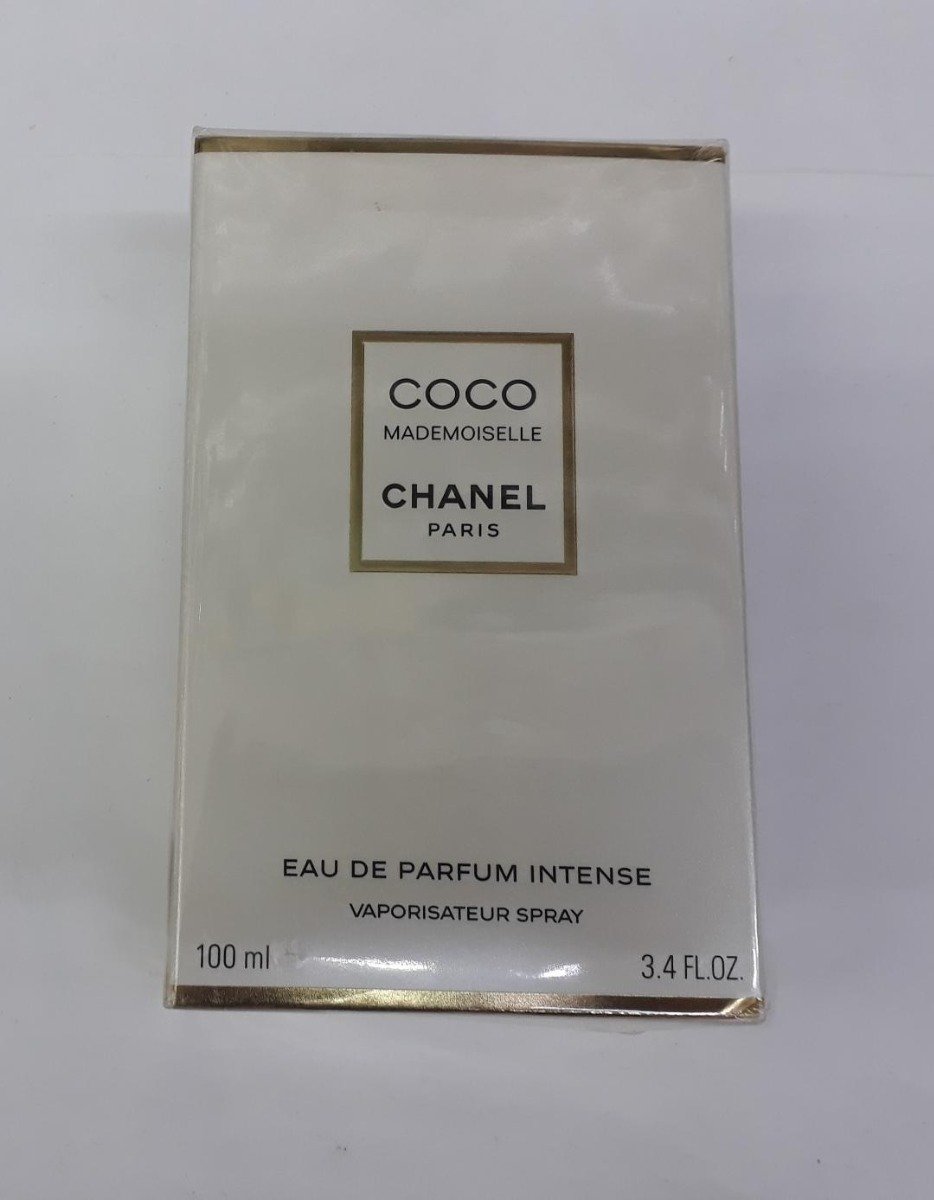 COCO
MADEMOISELLE
CHANEL
PARIS
EAU DE PARFUM INTENSE
VAPORISATEUR SPRAY
100 ml
3.4 FL.OZ.